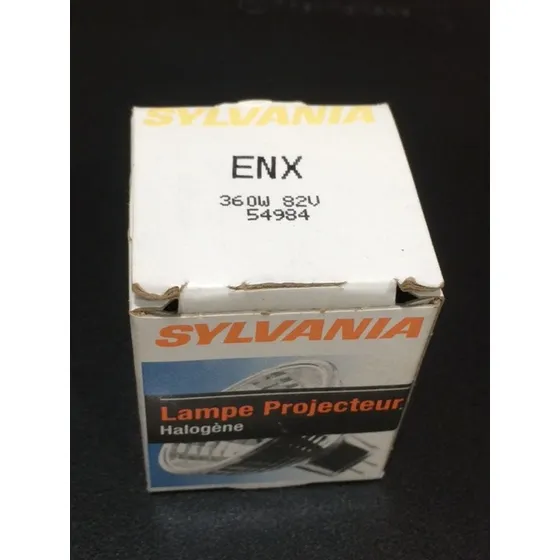 SYLVANIA
ENX
360W 82V
54984
SYLVANIA
Lampe Projecteur
Halogène